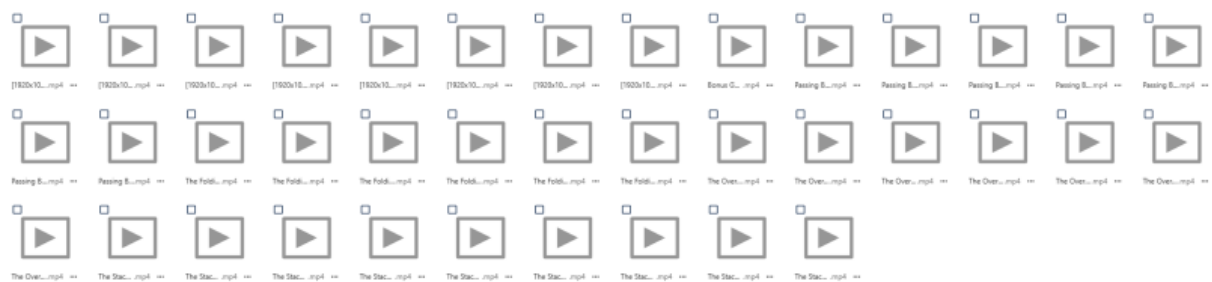 [1920x10... .mp4 [1920x10... .mp4 [1920x10... .mp4 [1920x10... .mp4 [1920x10... .mp4 [1920x10... .mp4 [1920x10... .mp4 [1920x10... .mp4 Bonus G... .mp4 Passing B... .mp4 Passing B... .mp4 Passing B... .mp4 Passing B... .mp4 Passing B... .mp4
Passing B... .mp4 Passing B... .mp4 The Foldi... .mp4 The Foldi... .mp4 The Foldi... .mp4 The Foldi... .mp4 The Foldi... .mp4 The Foldi... .mp4 The Over... .mp4 The Over... .mp4 The Over... .mp4 The Over... .mp4 The Over... .mp4 The Over... .mp4
The Over... .mp4 The Stac... .mp4 The Stac... .mp4 The Stac... .mp4 The Stac... .mp4 The Stac... .mp4 The Stac... .mp4 The Stac... .mp4 The Stac... .mp4 The Stac... .mp4